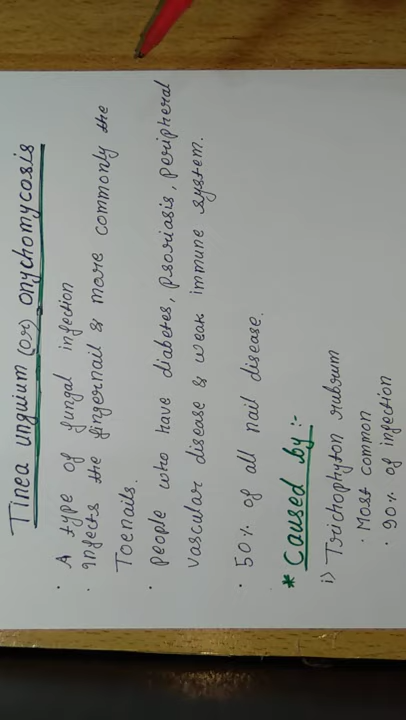 Tinea unguium (or) onychomycosis
· A type of fungal infection
· infects the fingernail & more commonly the
Toenails.
· people who have diabetes, psoriasis, peripheral
vascular disease & weak immune system.
· 50% of all nail disease.
* Caused by :-
i) Trichophyton rubrum
· Most common
· 90% of infection